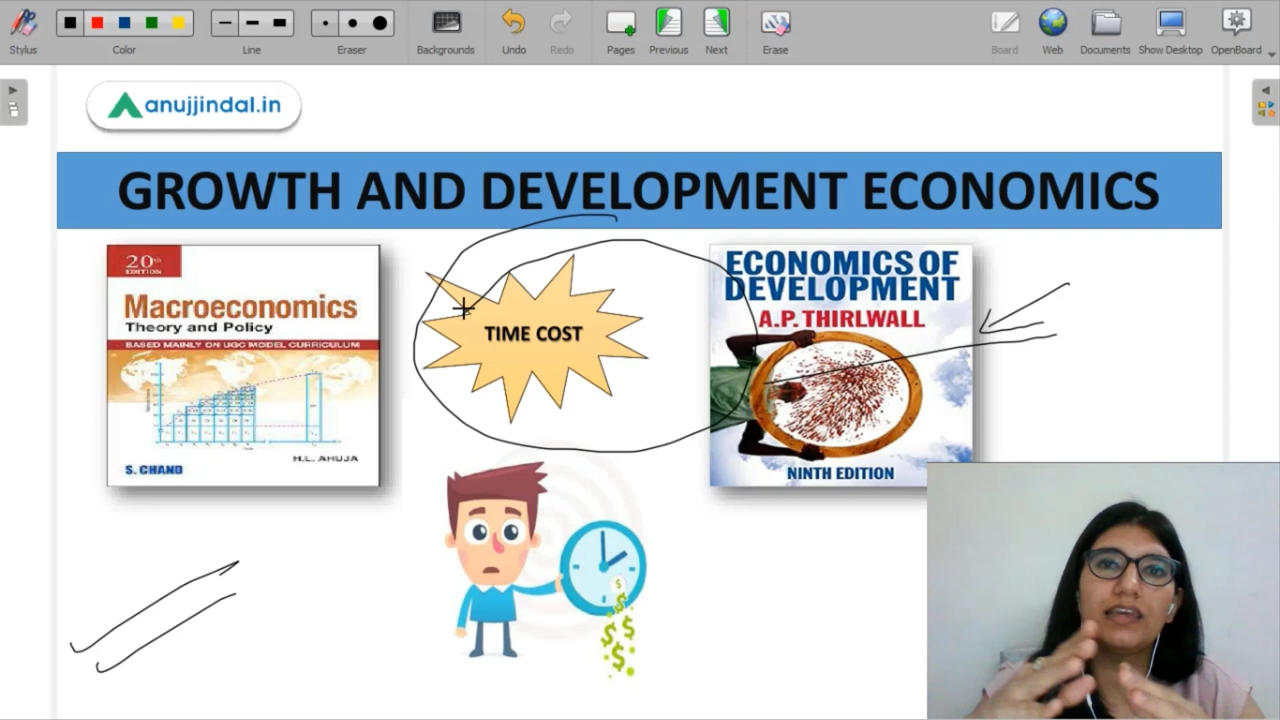 Stylus
Color
Line
Eraser
Backgrounds
Undo
Redo
Pages
Previous
Next
Erase
Board
Web
Documents
Show Desktop
OpenBoard
anujjindal.in
GROWTH AND DEVELOPMENT ECONOMICS
20th
EDITION
Macroeconomics
Theory and Policy
BASED MAINLY ON UGC MODEL CURRICULUM
H.L. AHUJA
S. CHAND
TIME COST
ECONOMICS OF
DEVELOPMENT
A.P. THIRLWALL
NINTH EDITION